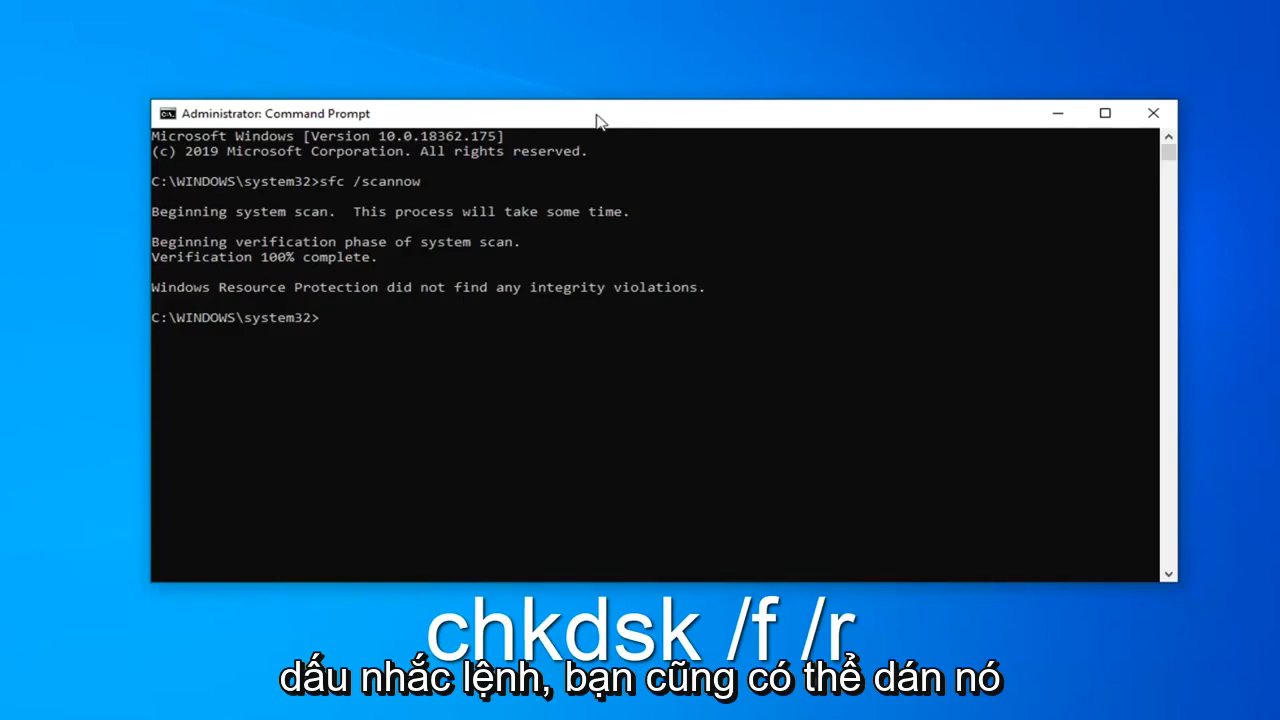 Administrator: Command Prompt
Microsoft Windows [Version 10.0.18362.175]
(c) 2019 Microsoft Corporation. All rights reserved.
C:\WINDOWS\system32>sfc /scannow
Beginning system scan.  This process will take some time.
Beginning verification phase of system scan.
Verification 100% complete.
Windows Resource Protection did not find any integrity violations.
C:\WINDOWS\system32>
chkdsk /f /r
dấu nhắc lệnh, bạn cũng có thể dán nó